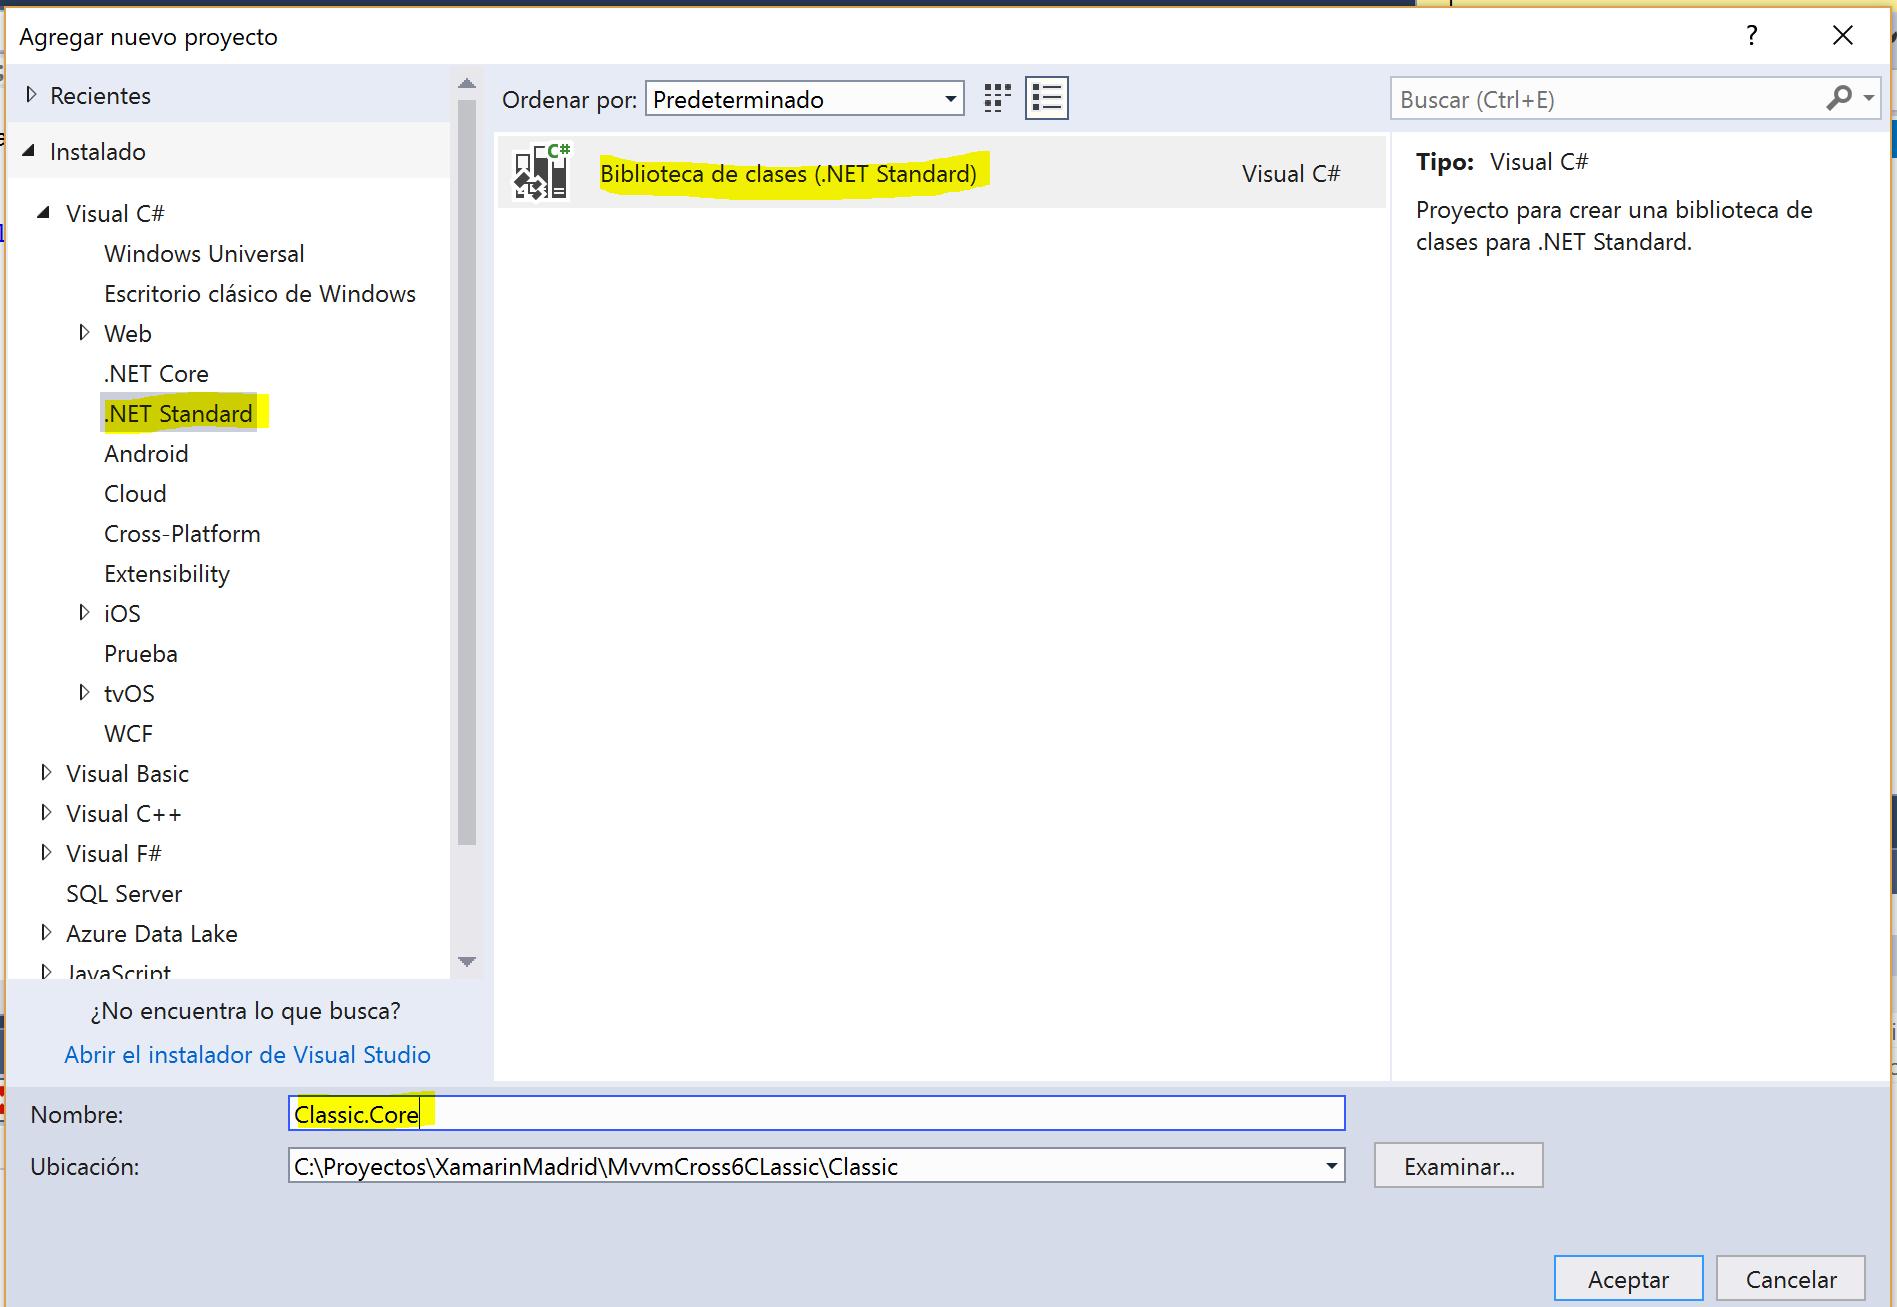 Agregar nuevo proyecto
?
Recientes
Instalado
Visual C#
Windows Universal
Escritorio clásico de Windows
Web
.NET Core
.NET Standard
Android
Cloud
Cross-Platform
Extensibility
iOS
Prueba
tvOS
WCF
Visual Basic
Visual C++
Visual F#
SQL Server
Azure Data Lake
JavaScript
¿No encuentra lo que busca?
Abrir el instalador de Visual Studio
Ordenar por: Predeterminado
C#
Biblioteca de clases (.NET Standard) Visual C#
Buscar (Ctrl+E)
Tipo: Visual C#
Proyecto para crear una biblioteca de
clases para .NET Standard.
Nombre: Classic.Core
Ubicación: C:\Proyectos\XamarinMadrid\MvvmCross6CLassic\Classic
Examinar...
Aceptar Cancelar